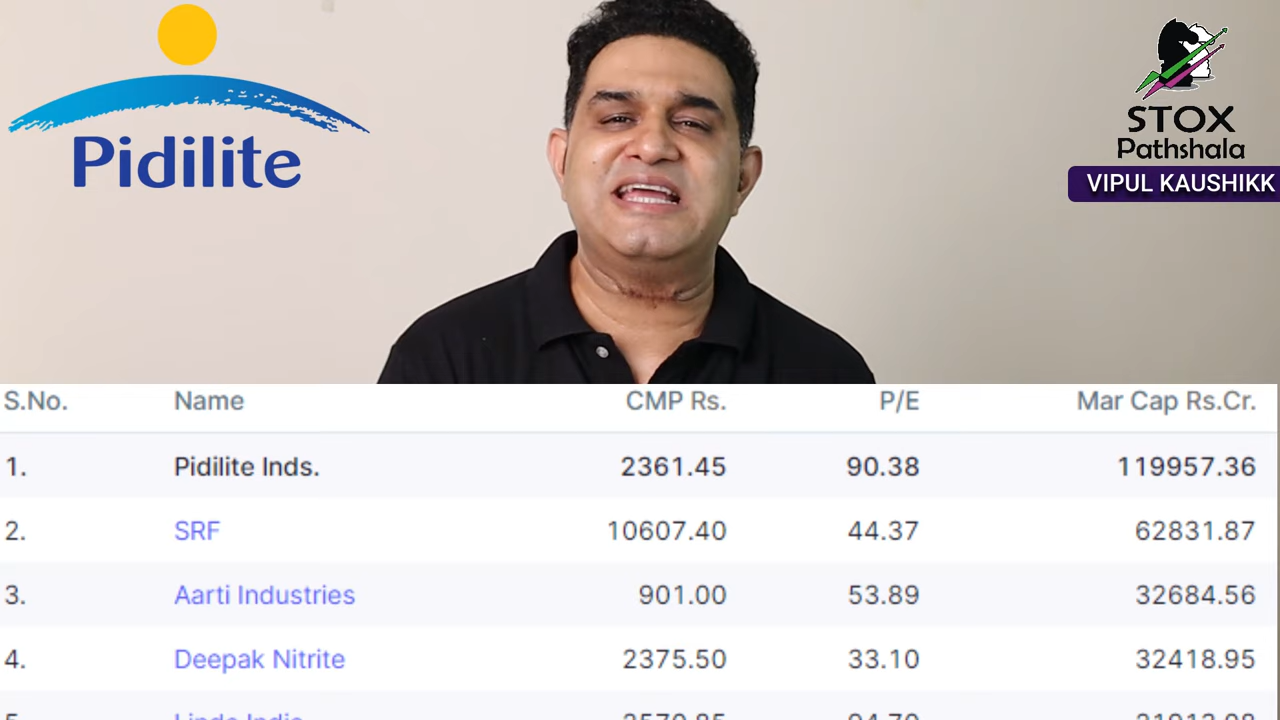 Pidilite
STOX
Pathshala
VIPUL KAUSHIKK
S.No. Name CMP Rs. P/E Mar Cap Rs.Cr.
1. Pidilite Inds. 2361.45 90.38 119957.36
2. SRF 10607.40 44.37 62831.87
3. Aarti Industries 901.00 53.89 32684.56
4. Deepak Nitrite 2375.50 33.10 32418.95